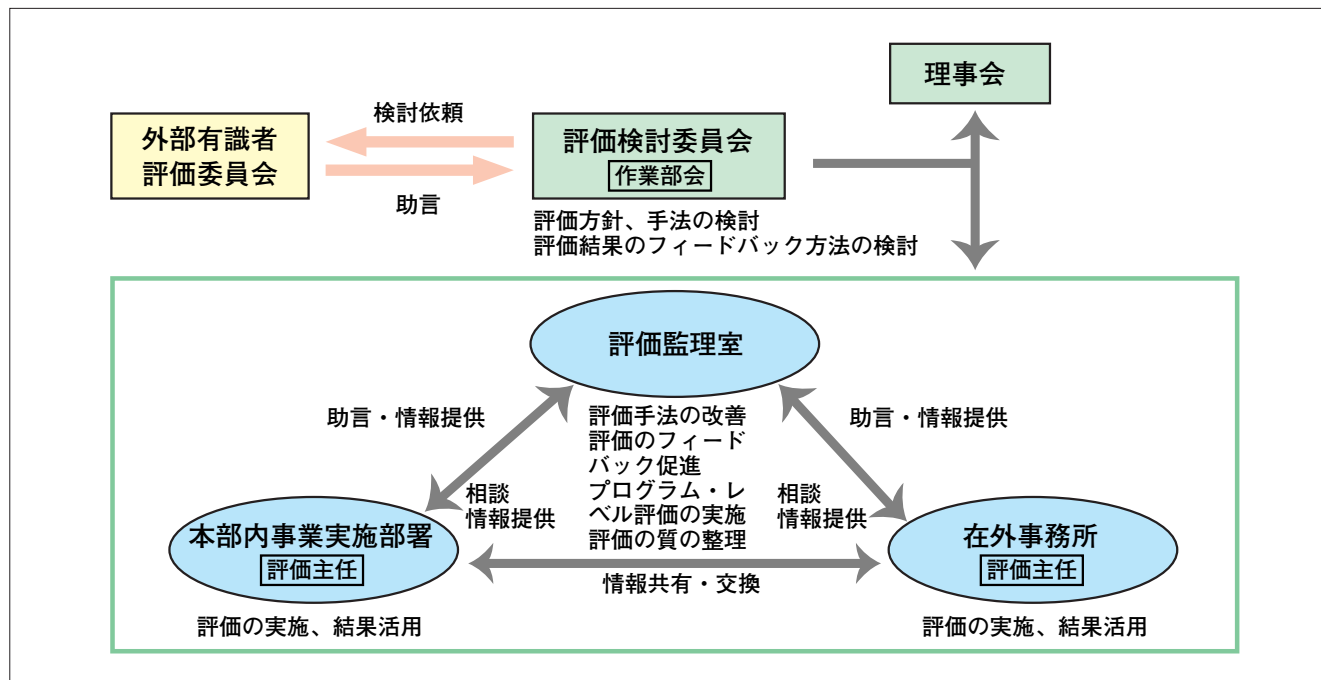 理事会
検討依頼
外部有識者
評価委員会
評価検討委員会
作業部会
助言
評価方針、手法の検討
評価結果のフィードバック方法の検討
評価監理室
助言・情報提供
評価手法の改善
評価のフィード
バック促進
プログラム・レ
ベル評価の実施
評価の質の整理
助言・情報提供
相談
情報提供
相談
情報提供
本部内事業実施部署
評価主任
在外事務所
評価主任
情報共有・交換
評価の実施、結果活用
評価の実施、結果活用